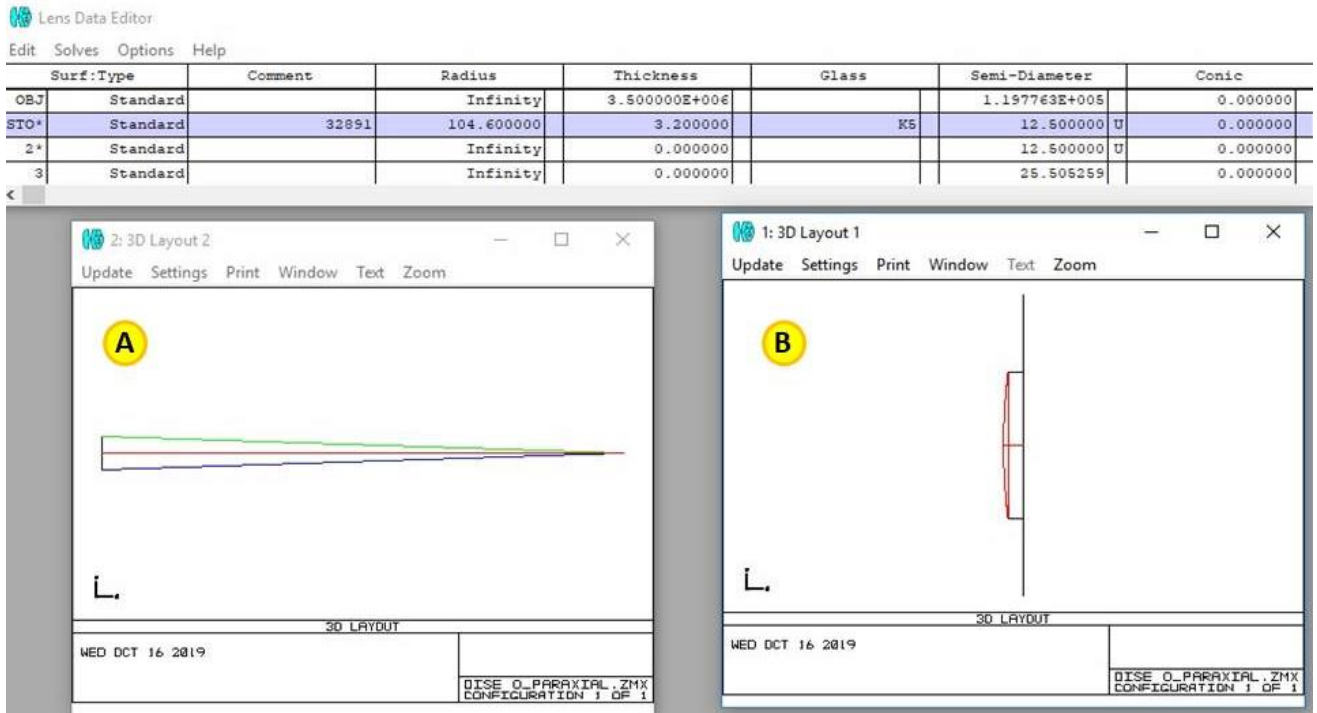 Lens Data Editor
Edit Solves Options Help
Surf:Type Comment Radius Thickness Glass Semi-Diameter Conic
OBJ Standard Infinity 3.500000E+006 1.197763E+005 0.000000
STO* Standard 32891 104.600000 3.200000 K5 12.500000 U 0.000000
2* Standard Infinity 0.000000 12.500000 U 0.000000
3 Standard Infinity 0.000000 25.505259 0.000000
<
2: 3D Layout 2
Update Settings Print Window Text Zoom
A
3D LAYOUT
WED OCT 16 2019
DISE O_PARAXIAL.ZMX
CONFIGURATION 1 OF 1
1: 3D Layout 1
Update Settings Print Window Text Zoom
B
3D LAYOUT
WED OCT 16 2019
DISE O_PARAXIAL.ZMX
CONFIGURATION 1 OF 1